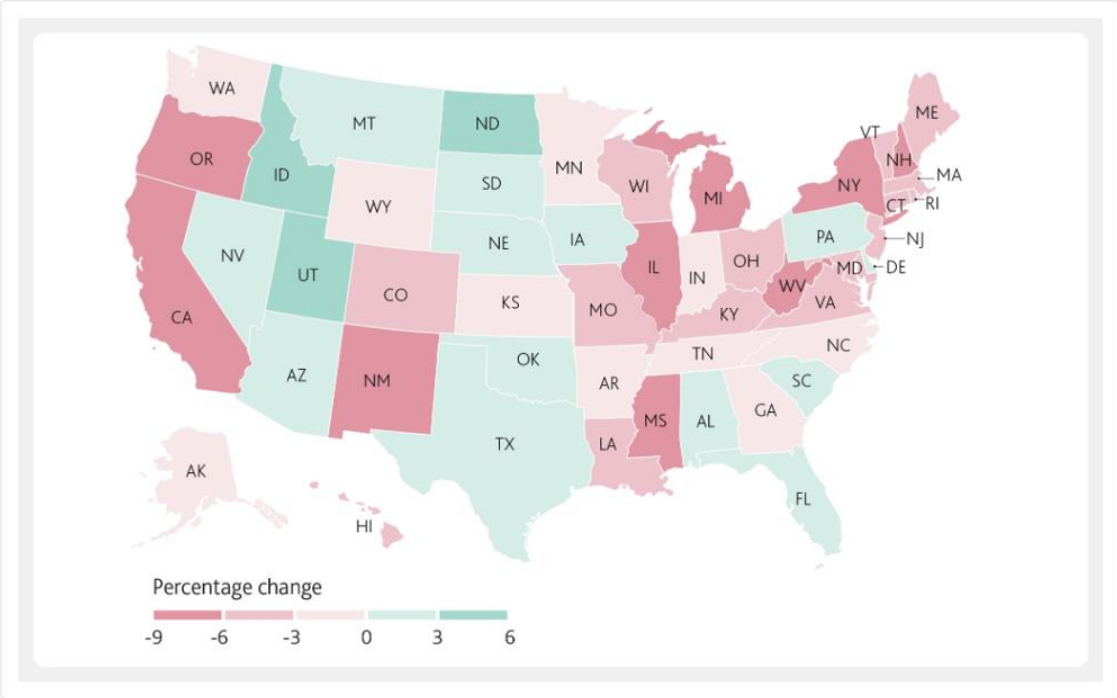 WA
MT
ND
ME
VT
OR
ID
SD
MN
WI
MI
NY
NH
MA
WY
CT
RI
NV
NE
IA
PA
NJ
UT
CO
IL
IN
OH
MD
DE
CA
KS
MO
KY
WV
VA
AZ
NM
OK
AR
TN
NC
SC
TX
LA
MS
AL
GA
AK
HI
FL
Percentage change
-9 -6 -3 0 3 6